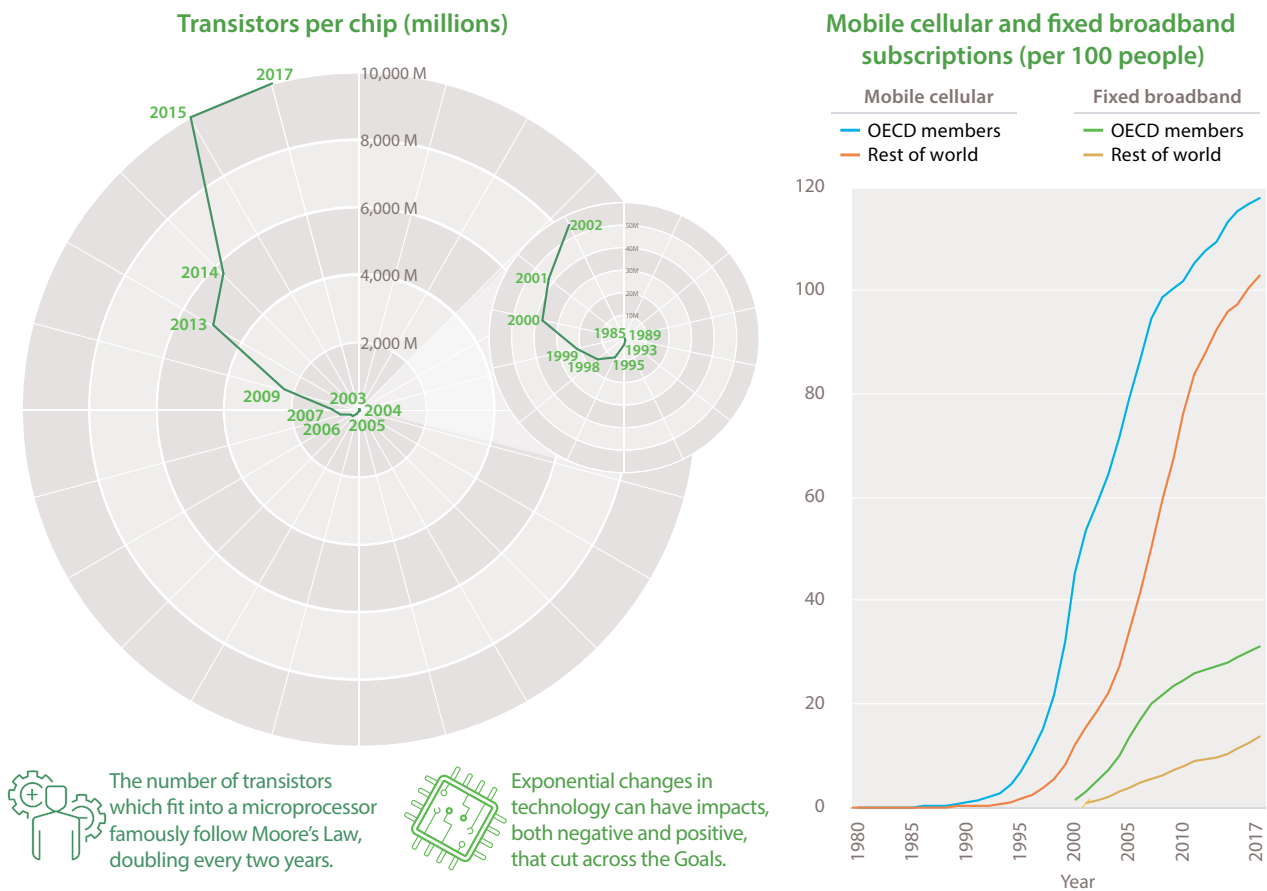 Transistors per chip (millions)
2017
10,000 M
2015
8,000 M
6,000 M
2014
4,000 M
2013
2,000 M
2009
2003
2004
2007
2005
2006
2002
50M
40M
2001
30M
20M
2000
10M
1985
1989
1993
1999
1995
1998
The number of transistors
which fit into a microprocessor
famously follow Moore's Law,
doubling every two years.
Exponential changes in
technology can have impacts,
both negative and positive,
that cut across the Goals.
Mobile cellular and fixed broadband
subscriptions (per 100 people)
Mobile cellular
OECD members
Rest of world
Fixed broadband
OECD members
Rest of world
120
100
80
60
40
20
0
1980
1985
1990
1995
2000
2005
2010
2017
Year